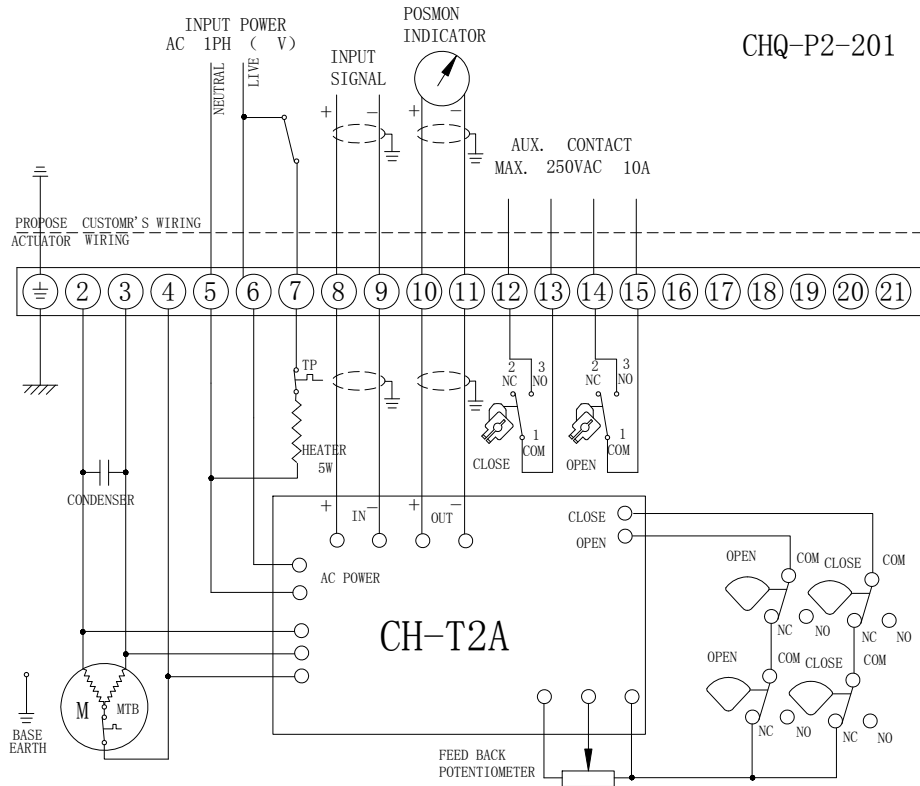 INPUT POWER
AC 1PH ( V)
NEUTRAL
LIVE
INPUT
SIGNAL
+ −
POSMON
INDICATOR
+ −
CHQ-P2-201
AUX. CONTACT
MAX. 250VAC 10A
PROPOSE CUSTOMR'S WIRING
ACTUATOR WIRING
2 3 4 5 6 7 8 9 10 11 12 13 14 15 16 17 18 19 20 21
TP
HEATER
5W
2
NC
3
NO
1
COM
CLOSE
2
NC
3
NO
1
COM
OPEN
CONDENSER
+ IN −
+ OUT −
CLOSE
OPEN
AC POWER
CH-T2A
M
MTB
BASE
EARTH
FEED BACK
POTENTIOMETER
OPEN
COM
NC
NO
CLOSE
COM
NC
NO
OPEN
COM
NC
NO
CLOSE
COM
NC
NO